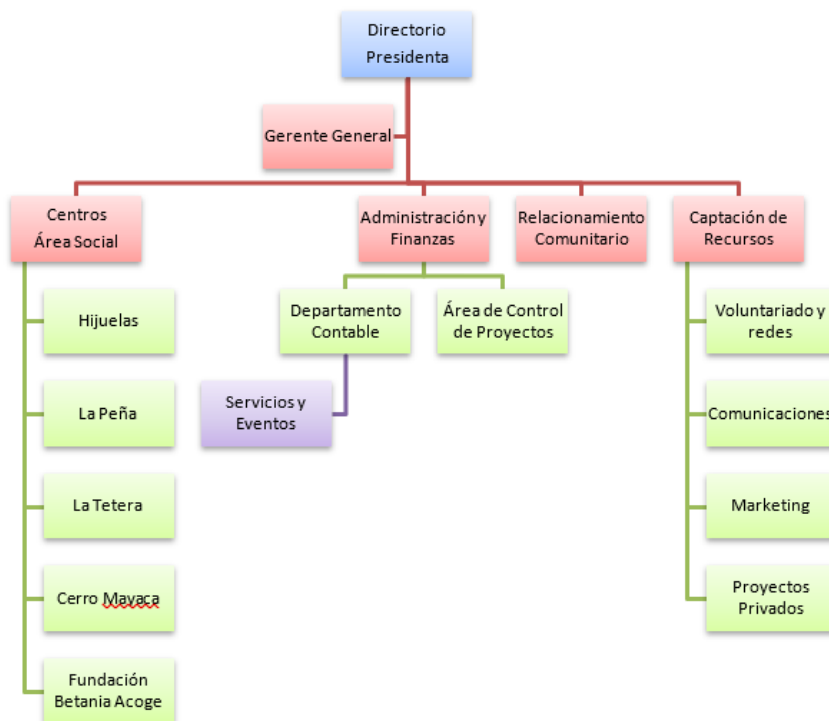 Directorio
Presidenta
Gerente General
Centros
Área Social
Administración y
Finanzas
Relacionamiento
Comunitario
Captación de
Recursos
Hijuelas
Departamento
Contable
Área de Control
de Proyectos
Voluntariado y
redes
La Peña
Servicios y
Eventos
Comunicaciones
La Tetera
Marketing
Cerro Mayaca
Proyectos
Privados
Fundación
Betania Acoge